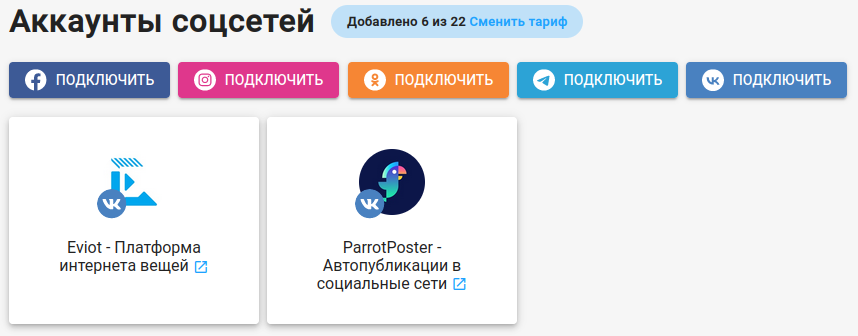 Аккаунты соцсетей
Добавлено 6 из 22 Сменить тариф
ПОДКЛЮЧИТЬ ПОДКЛЮЧИТЬ ПОДКЛЮЧИТЬ ПОДКЛЮЧИТЬ ПОДКЛЮЧИТЬ
Eviot - Платформа
интернета вещей
ParrotPoster -
Автопубликации в
социальные сети